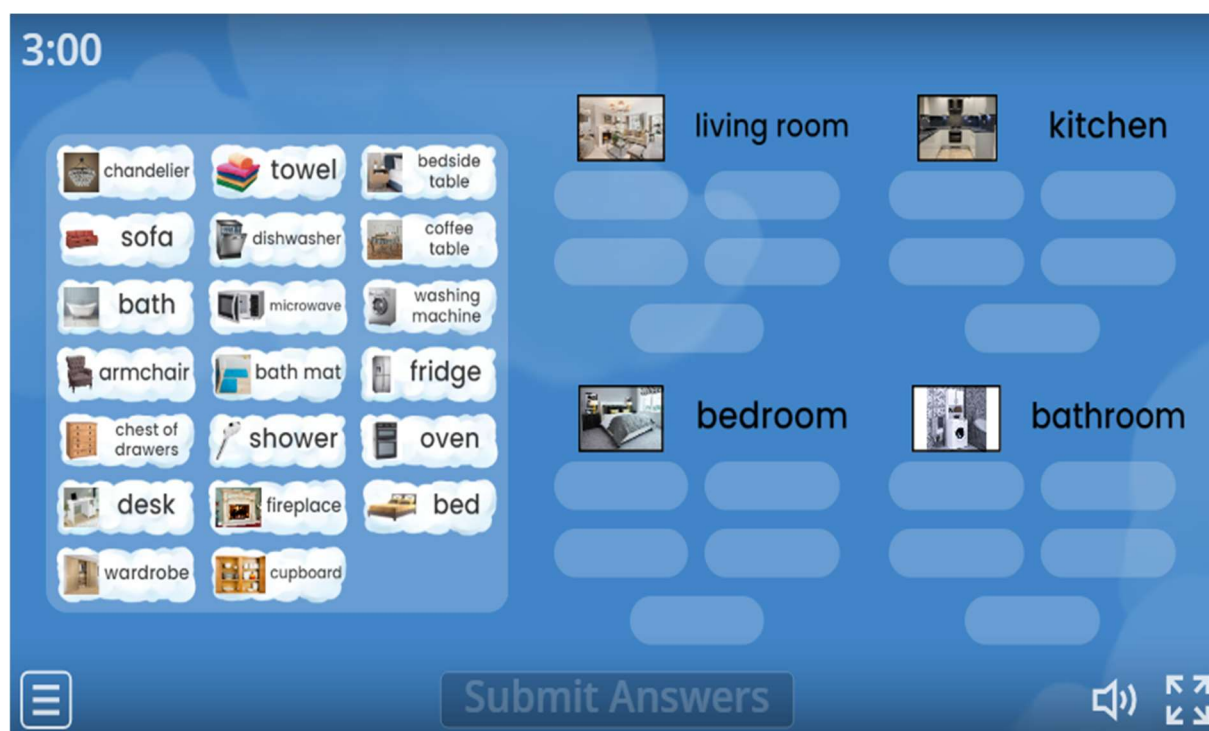 3:00
living room
kitchen
chandelier
towel
bedside
table
sofa
dishwasher
coffee
table
bath
microwave
washing
machine
armchair
bath mat
fridge
chest of
drawers
shower
oven
desk
fireplace
bed
wardrobe
cupboard
bedroom
bathroom
Submit Answers